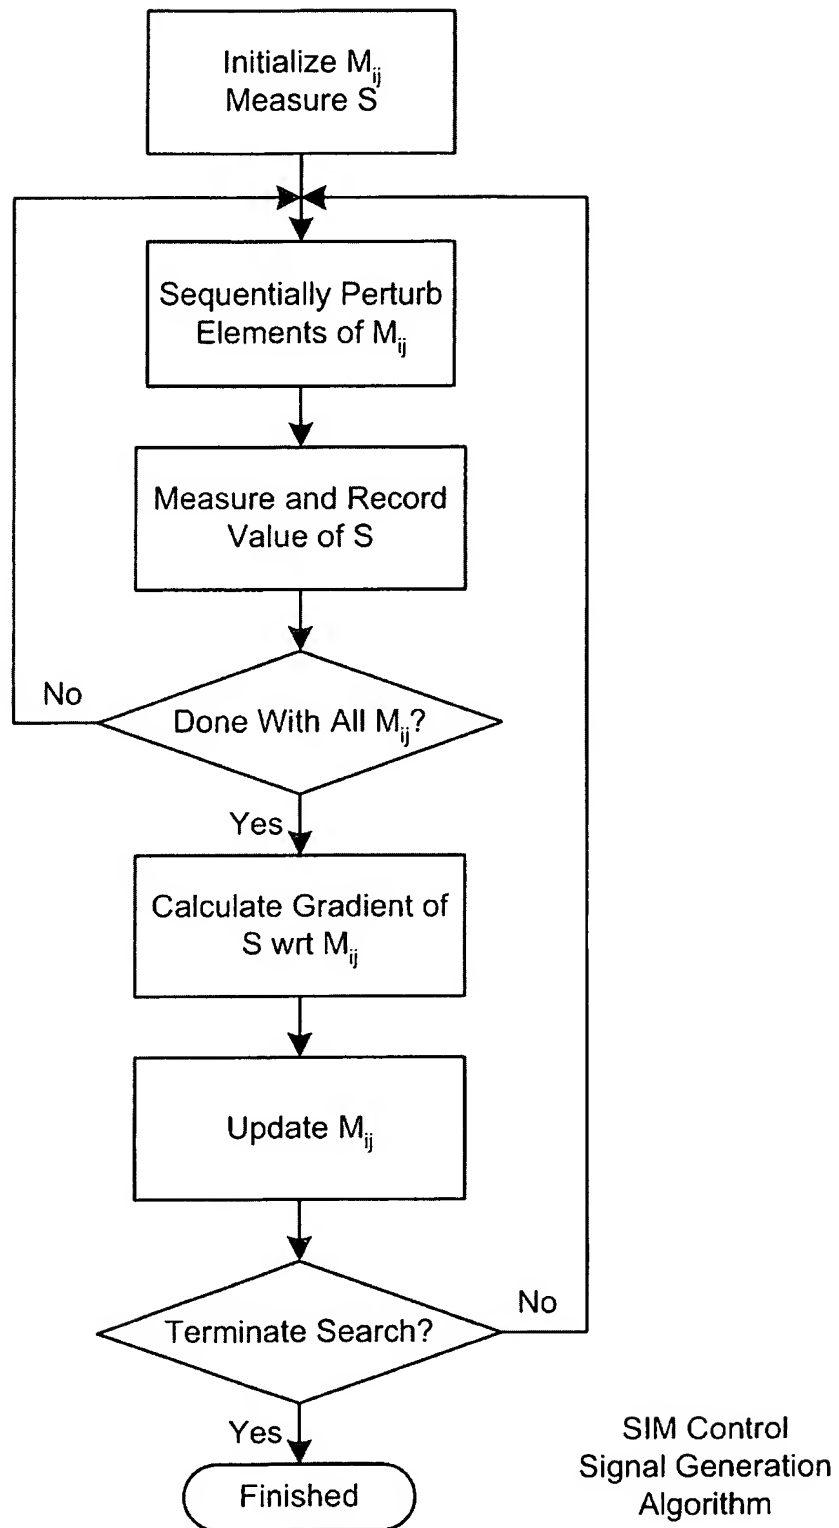 Initialize M_ij
Measure S
Sequentially Perturb
Elements of M_ij
Measure and Record
Value of S
No
Done With All M_ij?
Yes
Calculate Gradient of
S wrt M_ij
Update M_ij
No
Terminate Search?
Yes
Finished
SIM Control
Signal Generation
Algorithm